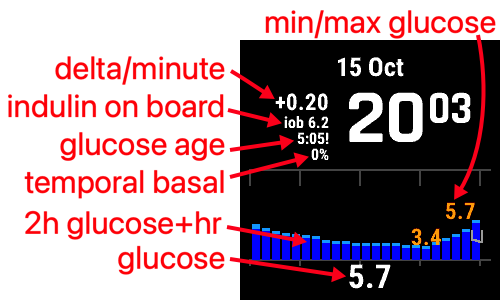 min/max glucose
15 Oct
delta/minute
+0.20
20 03
indulin on board
iob 6.2
glucose age
5:05!
temporal basal
0%
5.7
2h glucose+hr
3.4
glucose
5.7